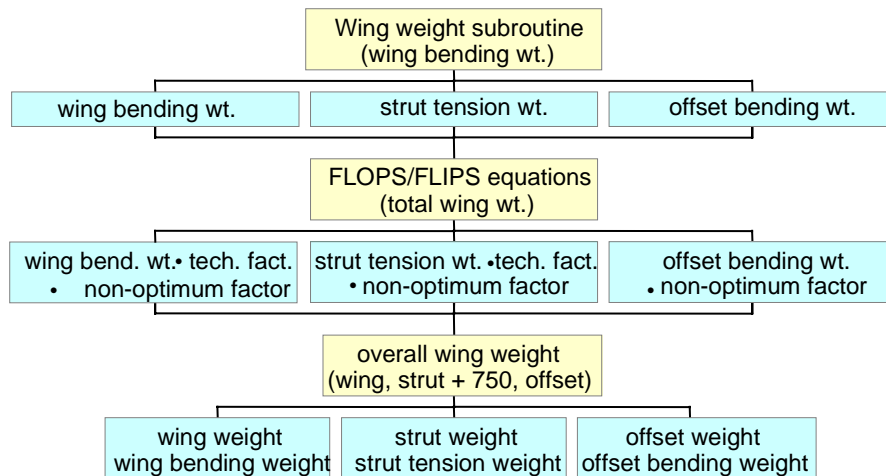 Wing weight subroutine
(wing bending wt.)
wing bending wt.
strut tension wt.
offset bending wt.
FLOPS/FLIPS equations
(total wing wt.)
wing bend. wt.• tech. fact.
• non-optimum factor
strut tension wt. •tech. fact.
• non-optimum factor
offset bending wt.
• non-optimum factor
overall wing weight
(wing, strut + 750, offset)
wing weight
wing bending weight
strut weight
strut tension weight
offset weight
offset bending weight